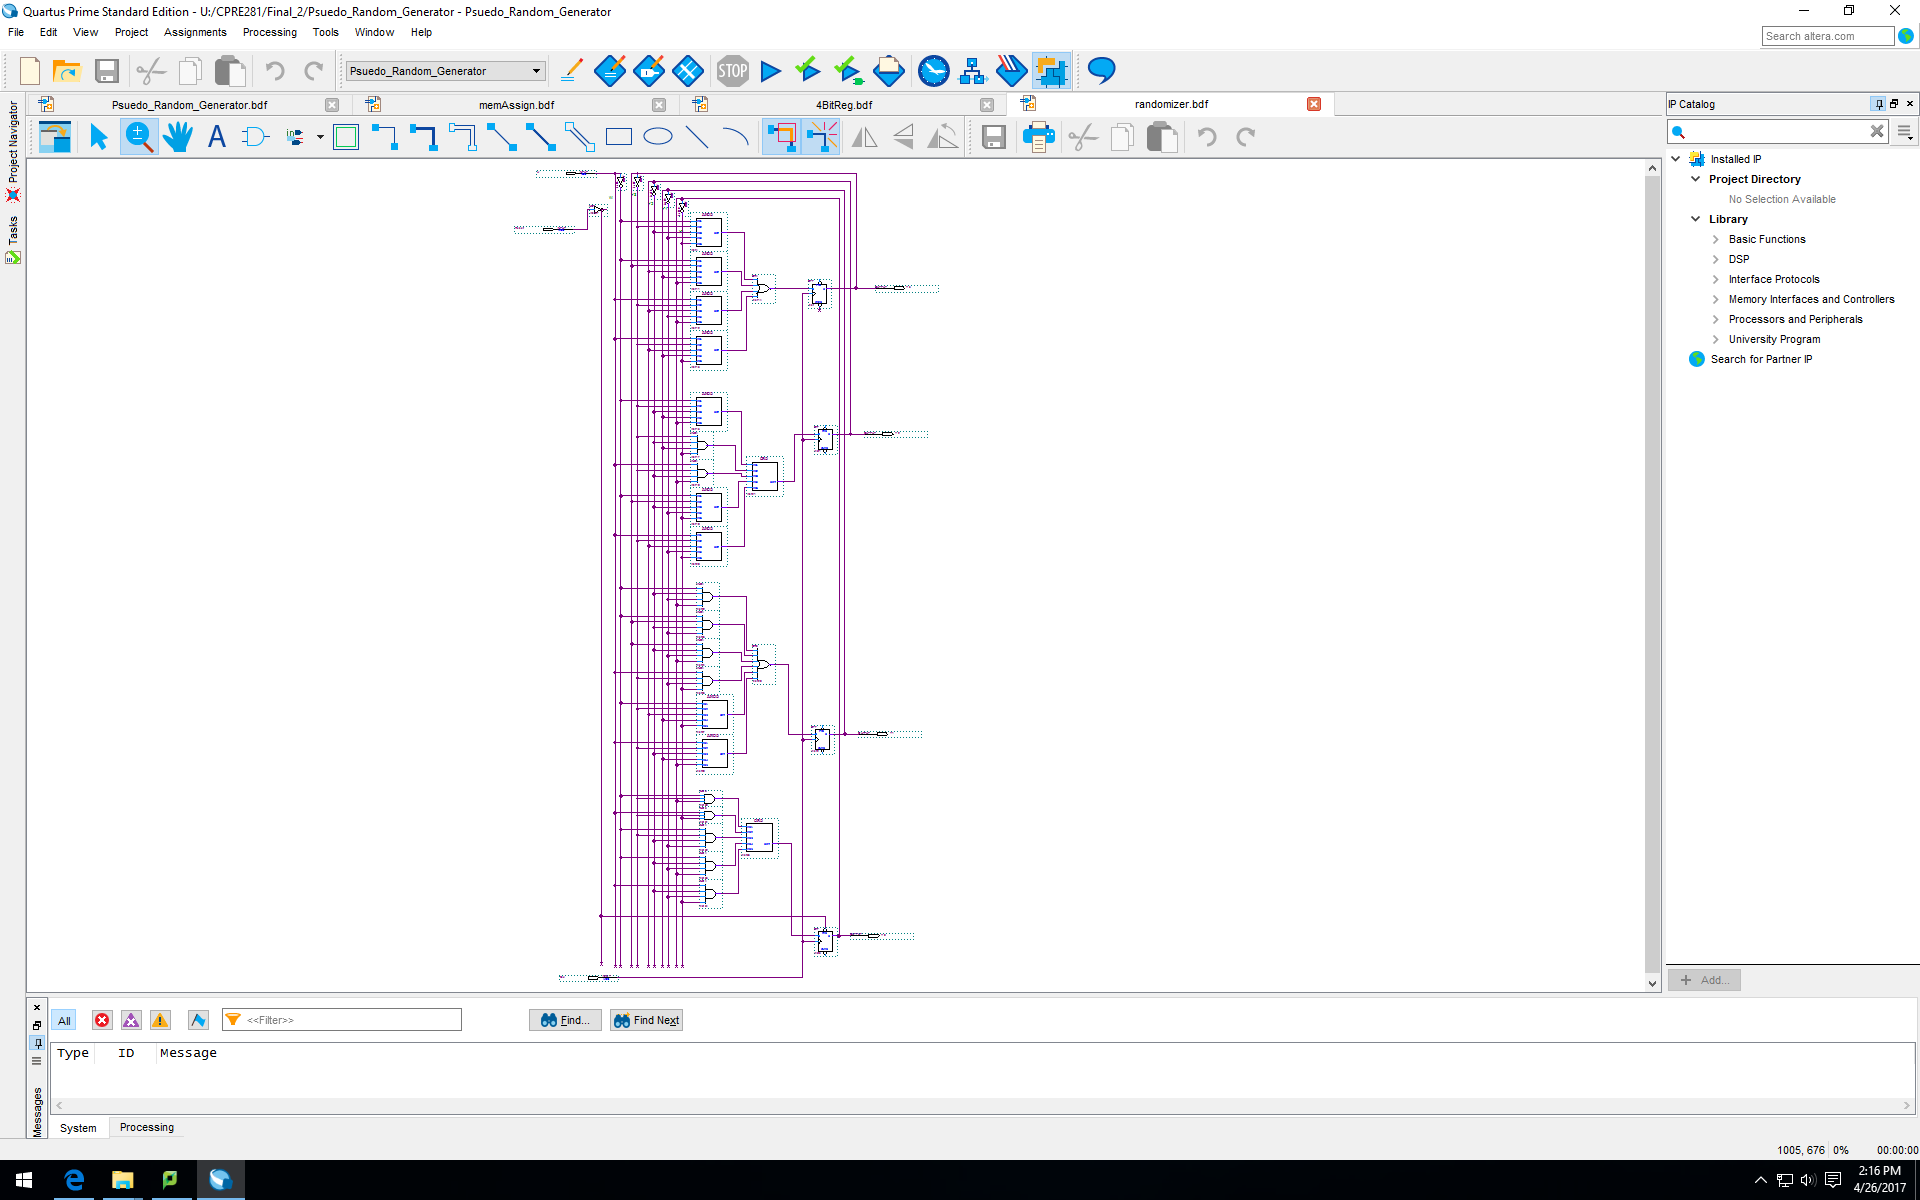 Quartus Prime Standard Edition - U:/CPRE281/Final_2/Psuedo_Random_Generator - Psuedo_Random_Generator
File Edit View Project Assignments Processing Tools Window Help
Search altera.com
Psuedo_Random_Generator
STOP
Psuedo_Random_Generator.bdf memAssign.bdf 4BitReg.bdf randomizer.bdf
IP Catalog
Project Navigator
Tasks
A
Installed IP
Project Directory
No Selection Available
Library
Basic Functions
DSP
Interface Protocols
Memory Interfaces and Controllers
Processors and Peripherals
University Program
Search for Partner IP
+ Add...
All
<<Filter>>
Find...
Find Next
Type ID Message
Messages
System Processing
1005, 676 0% 00:00:00
2:16 PM
4/26/2017